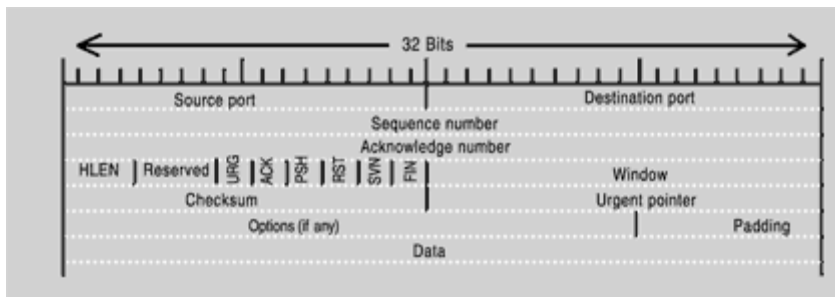 32 Bits
Source port Destination port
Sequence number
Acknowledge number
HLEN Reserved URG ACK PSH RST SVN FIN Window
Checksum Urgent pointer
Options (if any) Padding
Data